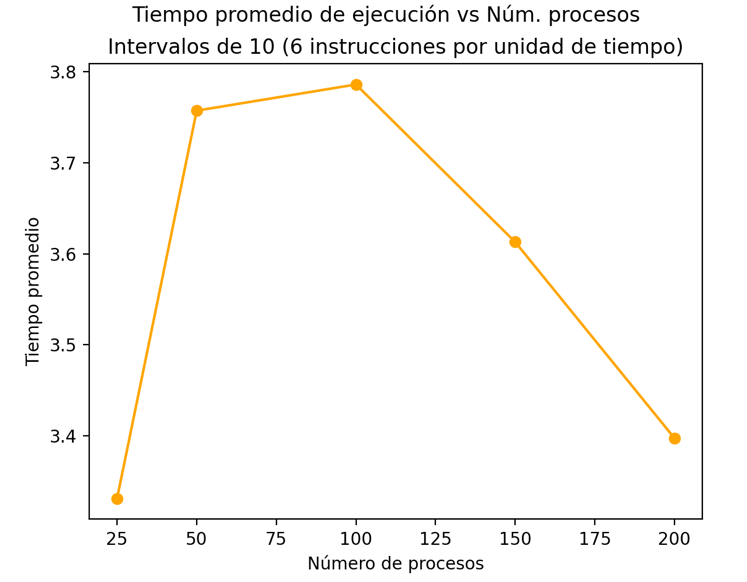 Tiempo promedio de ejecución vs Núm. procesos
Intervalos de 10 (6 instrucciones por unidad de tiempo)
Tiempo promedio
3.8
3.7
3.6
3.5
3.4
25 50 75 100 125 150 175 200
Número de procesos